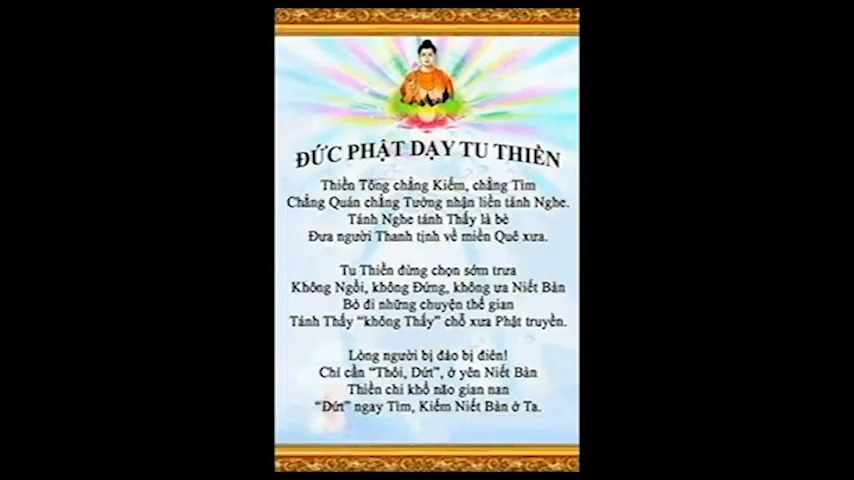 ĐỨC PHẬT DẠY TU THIỀN
Thiền Tông chẳng Kiếm, chẳng Tìm
Chẳng Quán chẳng Tưởng nhận liền tánh Nghe.
Tánh Nghe tánh Thấy là bè
Đưa người Thanh tịnh về miền Quê xưa.
Tu Thiền đừng chọn sớm trưa
Không Ngồi, không Đứng, không ưa Niết Bàn
Bỏ đi những chuyện thế gian
Tánh Thấy “không Thấy” chỗ xưa Phật truyền.
Lòng người bị đảo bị điên!
Chỉ cần “Thôi, Dứt”, ở yên Niết Bàn
Thiền chi khổ não gian nan
“Dứt” ngay Tìm, Kiếm Niết Bàn ở Ta.